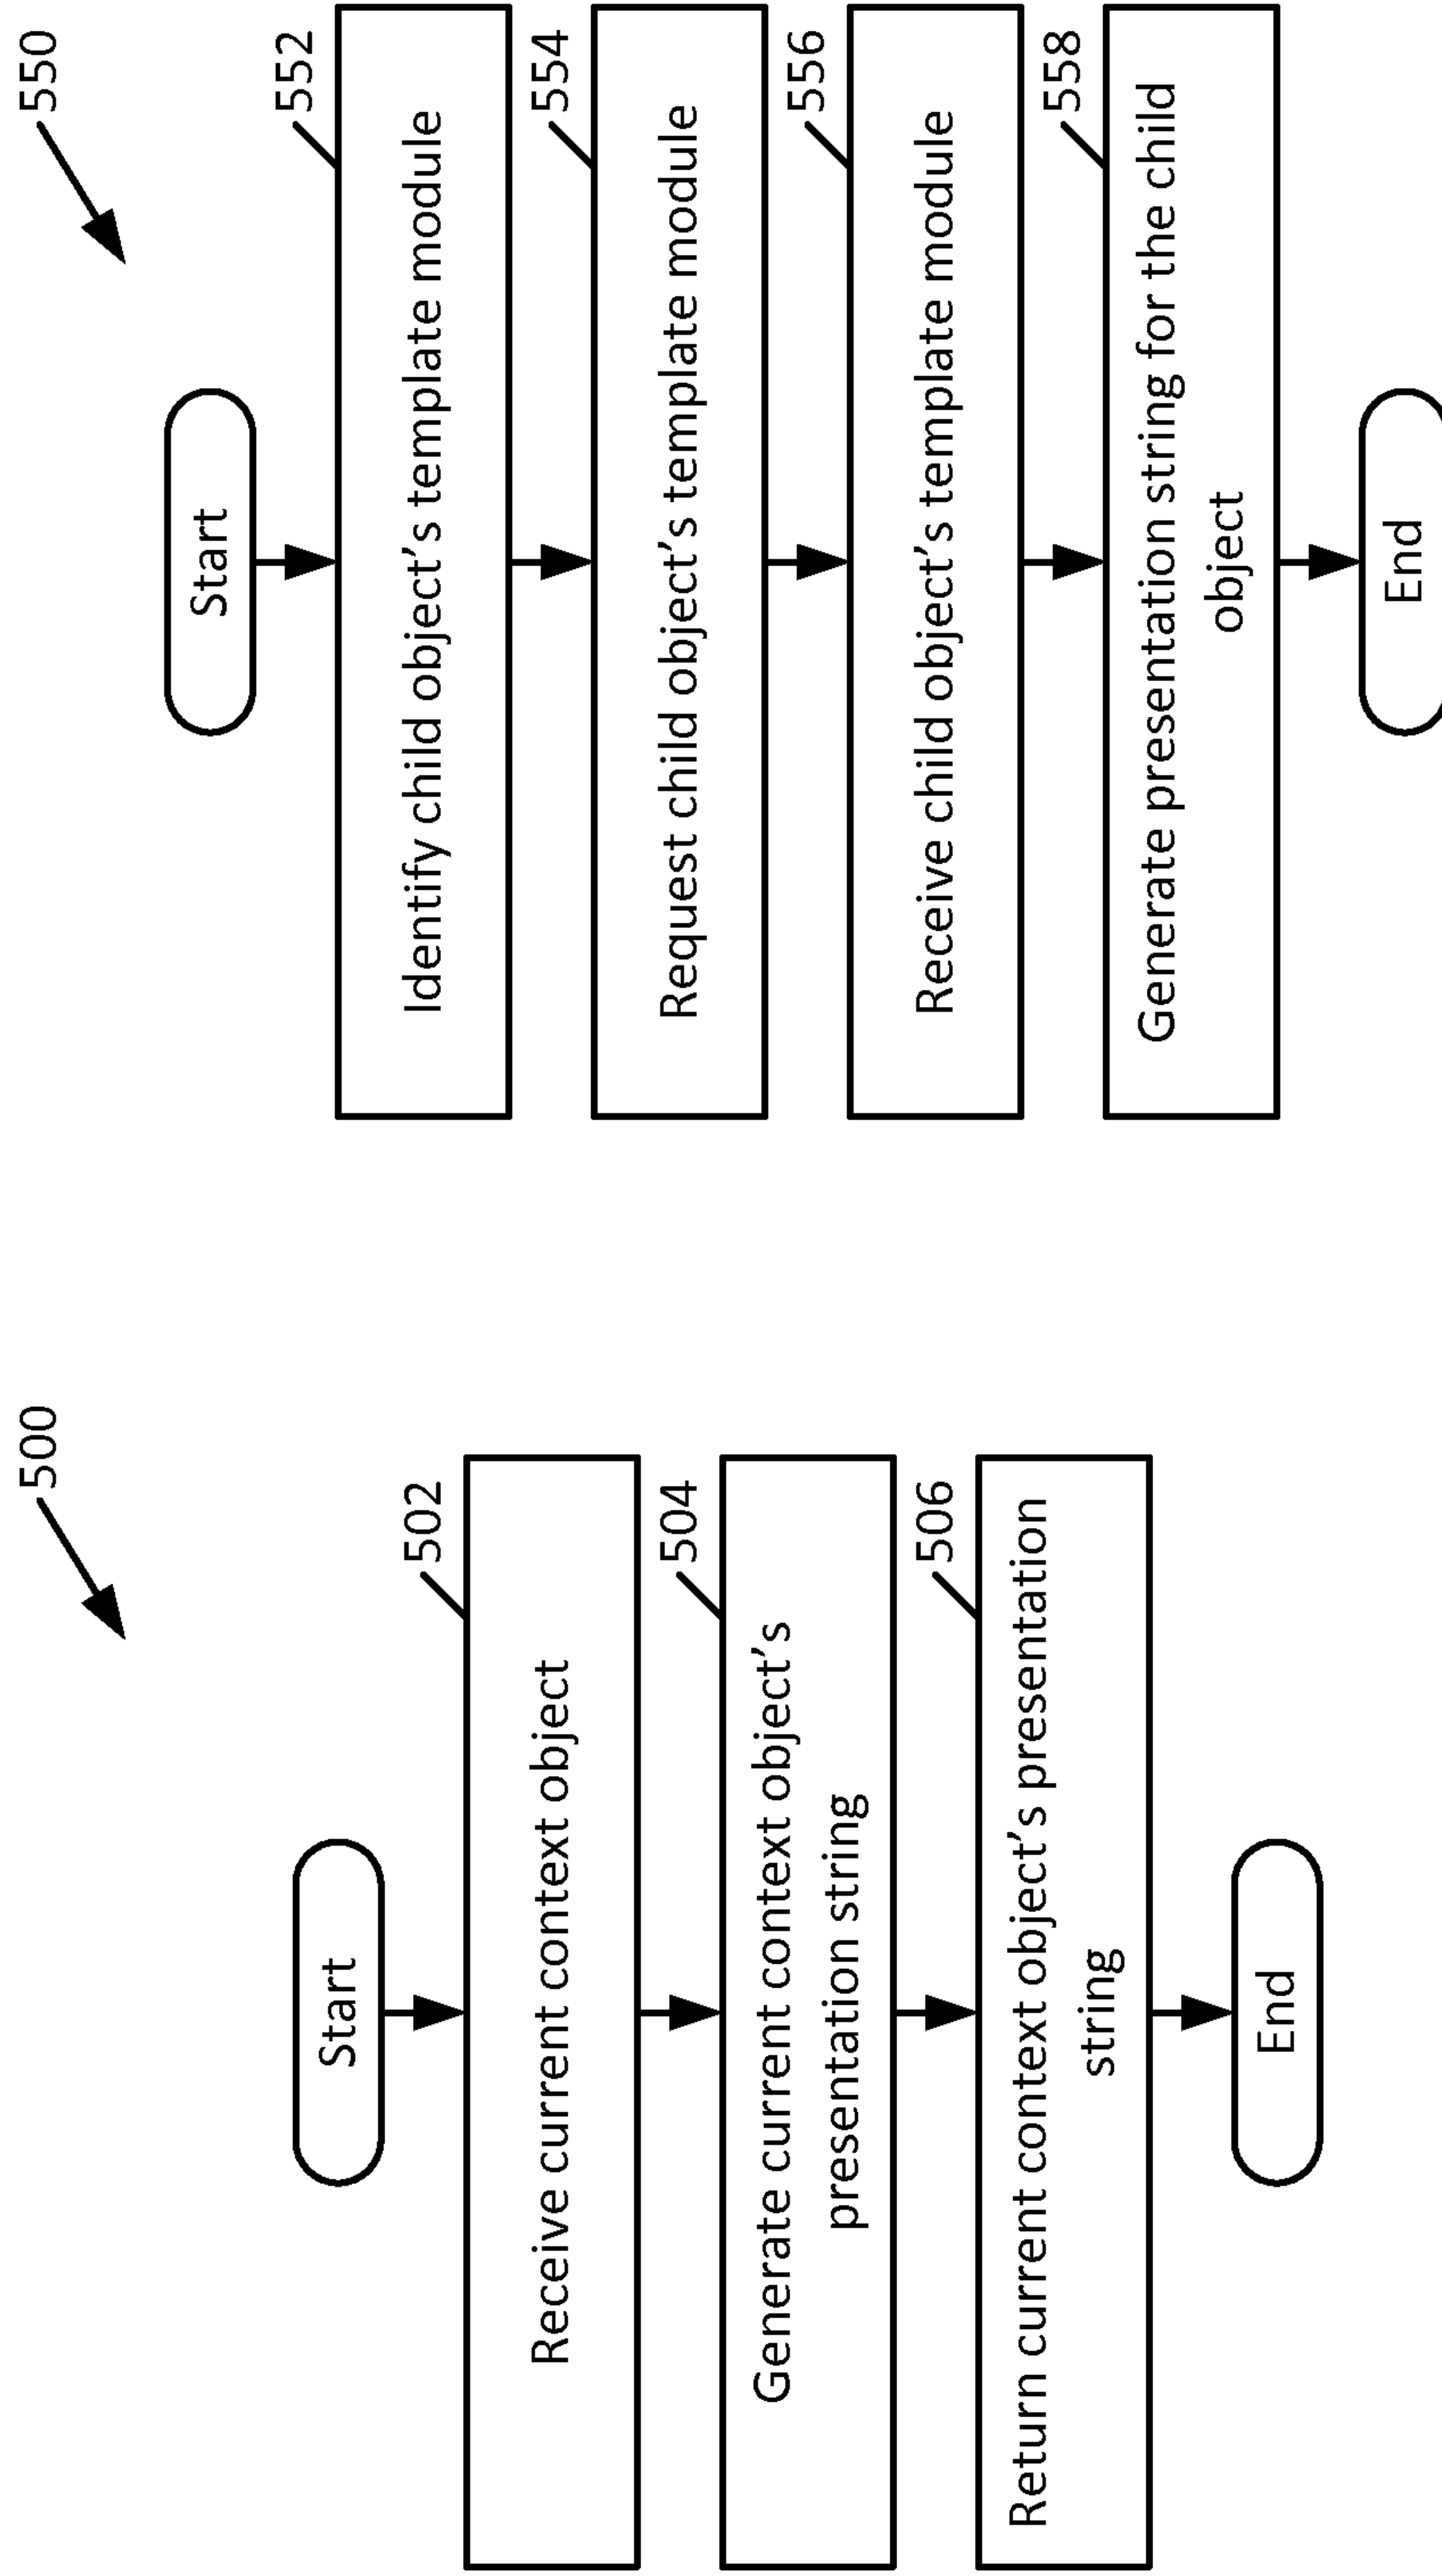 500
Start
502
Receive current context object
504
Generate current context object's
presentation string
506
Return current context object's presentation
string
End
550
Start
552
Identify child object's template module
554
Request child object's template module
556
Receive child object's template module
558
Generate presentation string for the child
object
End